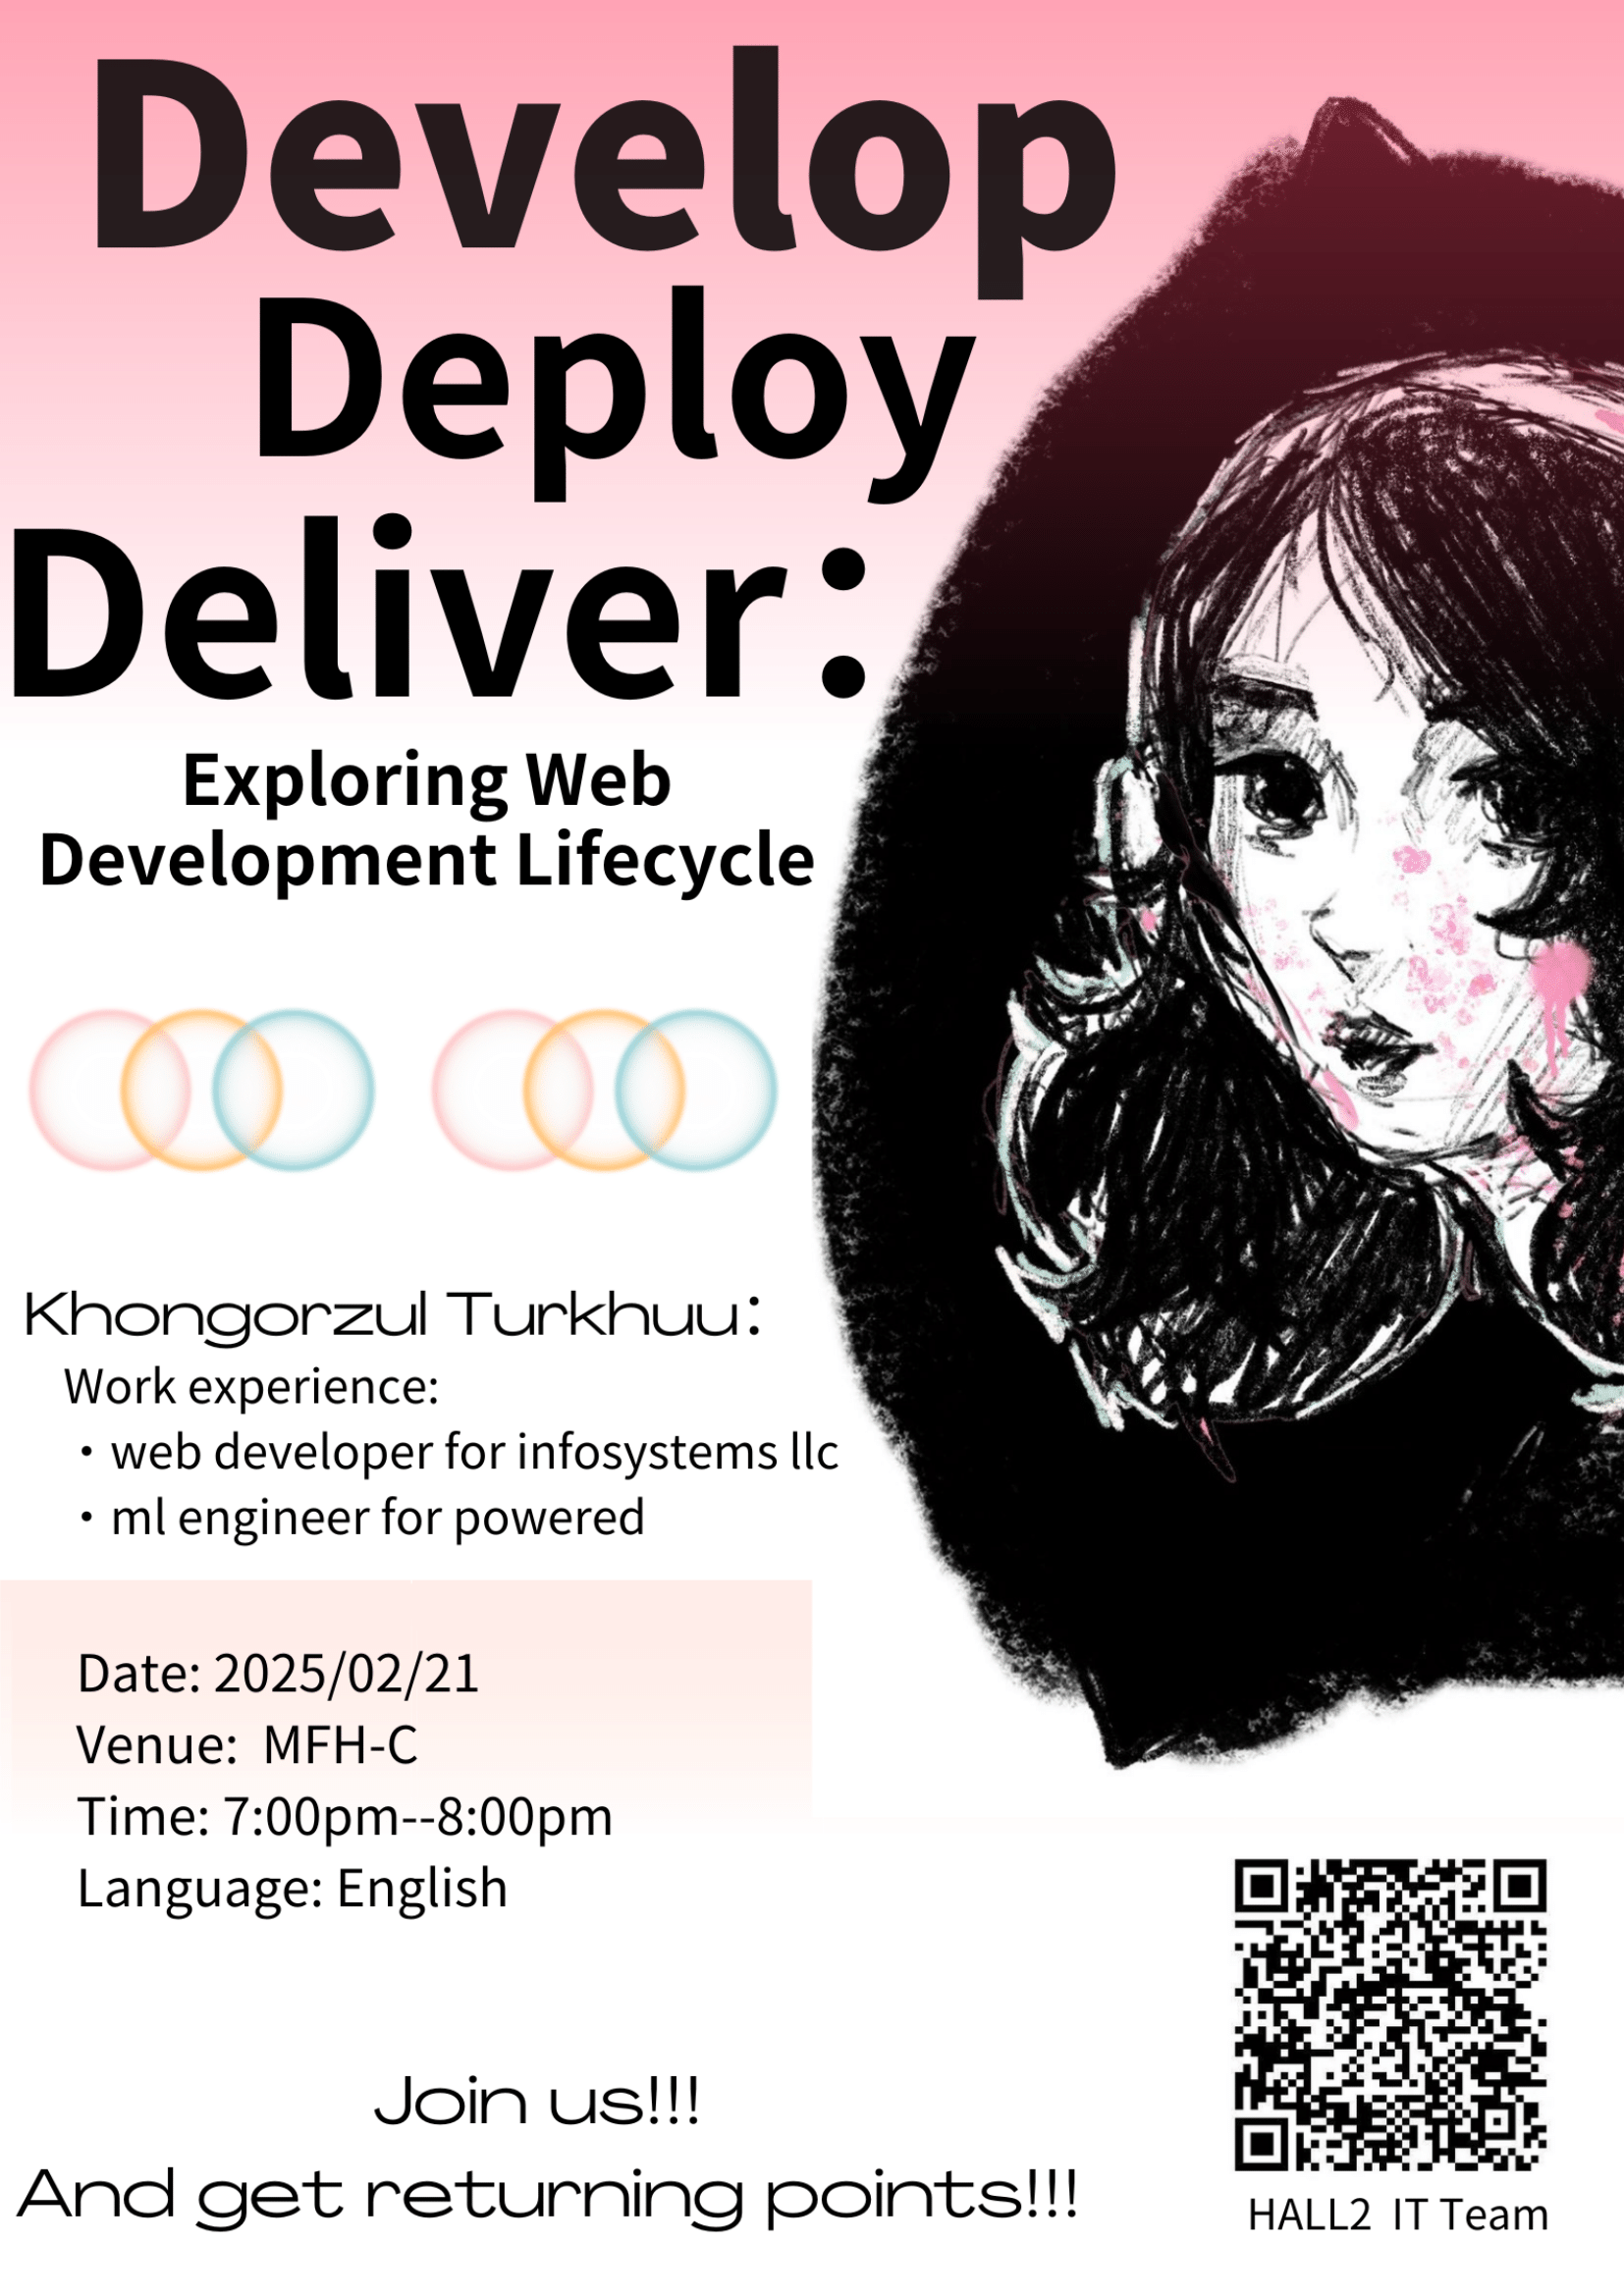 Develop
Deploy
Deliver:
Exploring Web
Development Lifecycle
Khongorzul Turkhuu:
Work experience:
• web developer for infosystems llc
• ml engineer for powered
Date: 2025/02/21
Venue:  MFH-C
Time: 7:00pm--8:00pm
Language: English
Join us!!!
And get returning points!!!
HALL2  IT Team